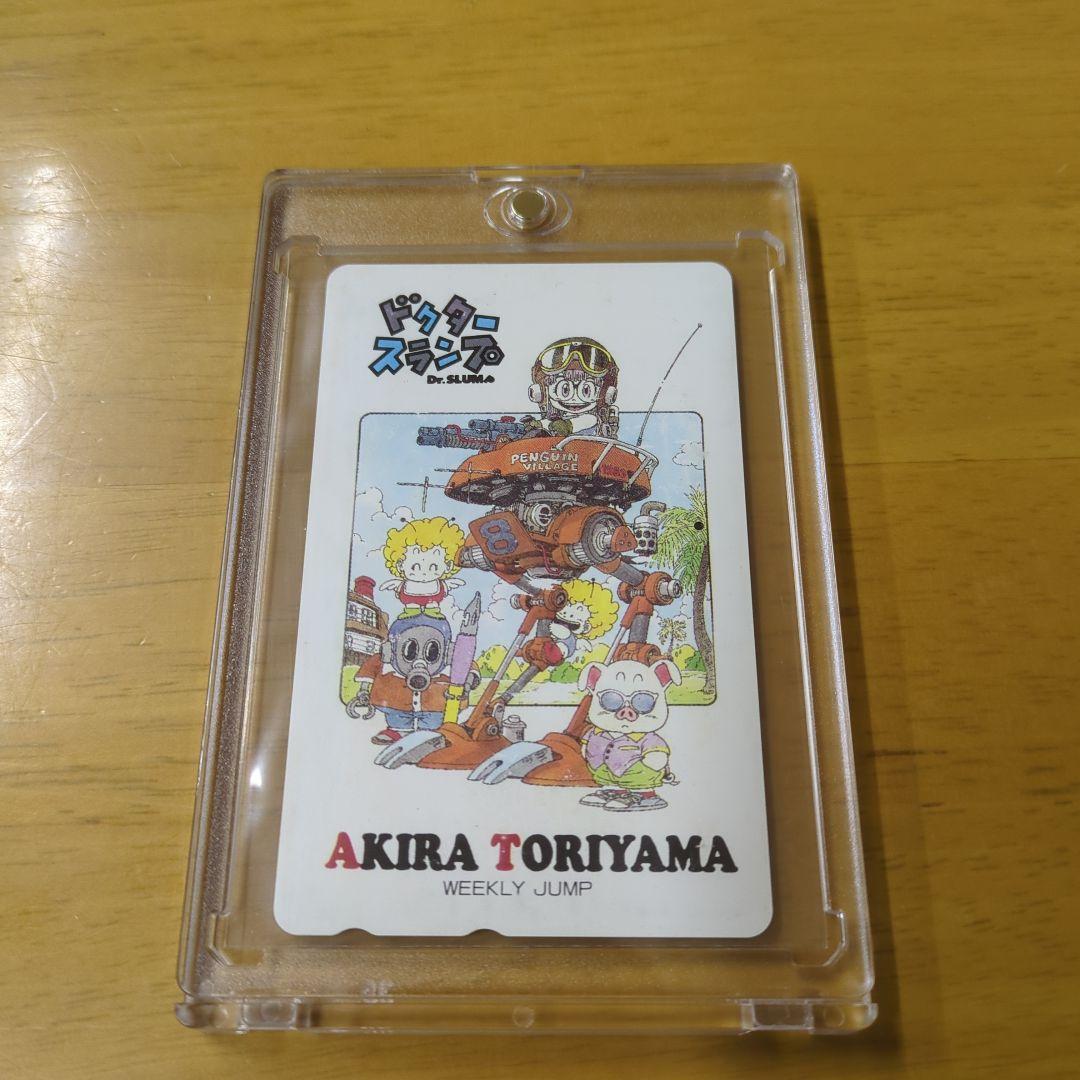 ドクター
スランプ
Dr.SLUMP
PENGUIN
VILLAGE
8
AKIRA TORIYAMA
WEEKLY JUMP